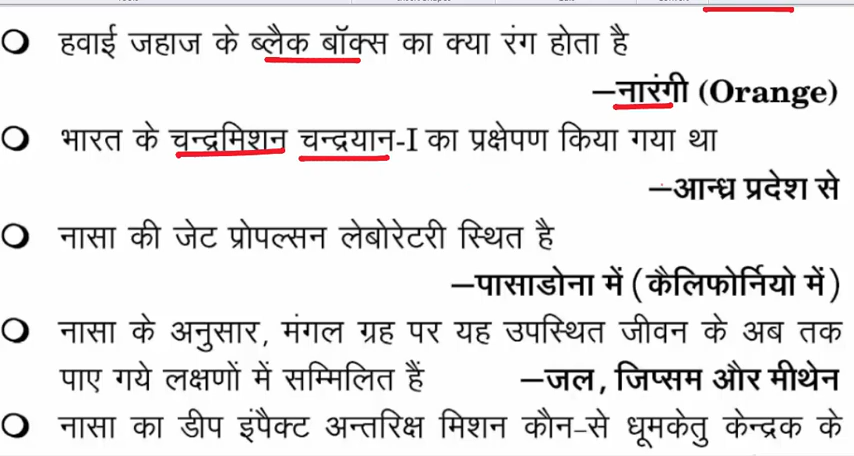 हवाई जहाज के ब्लैक बॉक्स का क्या रंग होता है
–नारंगी (Orange)
भारत के चन्द्रमिशन चन्द्रयान-I का प्रक्षेपण किया गया था
–आन्ध्र प्रदेश से
नासा की जेट प्रोपल्सन लेबोरेटरी स्थित है
–पासाडोना में (कैलिफोर्नियो में)
नासा के अनुसार, मंगल ग्रह पर यह उपस्थित जीवन के अब तक
पाए गये लक्षणों में सम्मिलित हैं –जल, जिप्सम और मीथेन
नासा का डीप इंपैक्ट अन्तरिक्ष मिशन कौन-से धूमकेतु केन्द्रक के